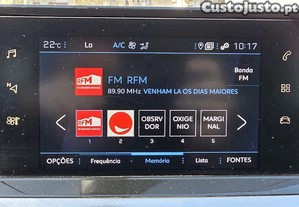 CustoJusto.pt
22°C Lo A/C 10:17
RFM
FM RFM
Banda
FM
89.90 MHz VENHAM LA OS DIAS MAIORES
RFM OBSRV DOR OXIGE NIO MARGI NAL
1 2 3 4 5
OPÇÕES Frequência Memória Lista FONTES